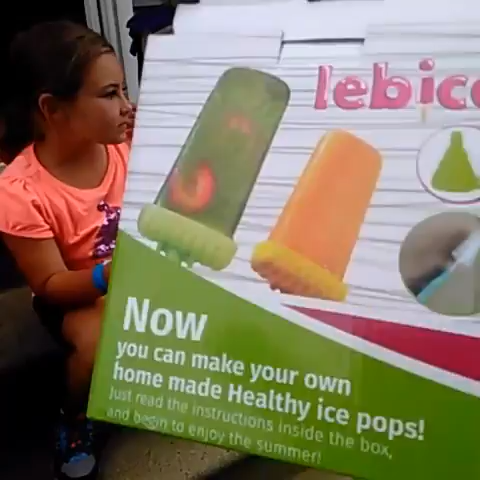 lebic
Now
you can make your own
home made Healthy ice pops!
Just read the instructions inside the box,
and begin to enjoy the summer!